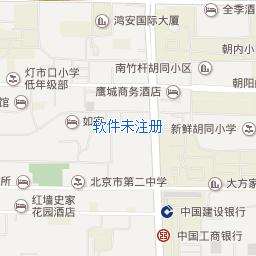 鸿安国际大厦
全季酒
朝内小
灯市口小学
低年级部
南竹杆胡同小区
朝阳
鹰城商务酒店
馆
如
软件未注册
新鲜胡同小学
所
北京市第二中学
大方家
红墙史家
花园酒店
中国建设银行
中国工商银行